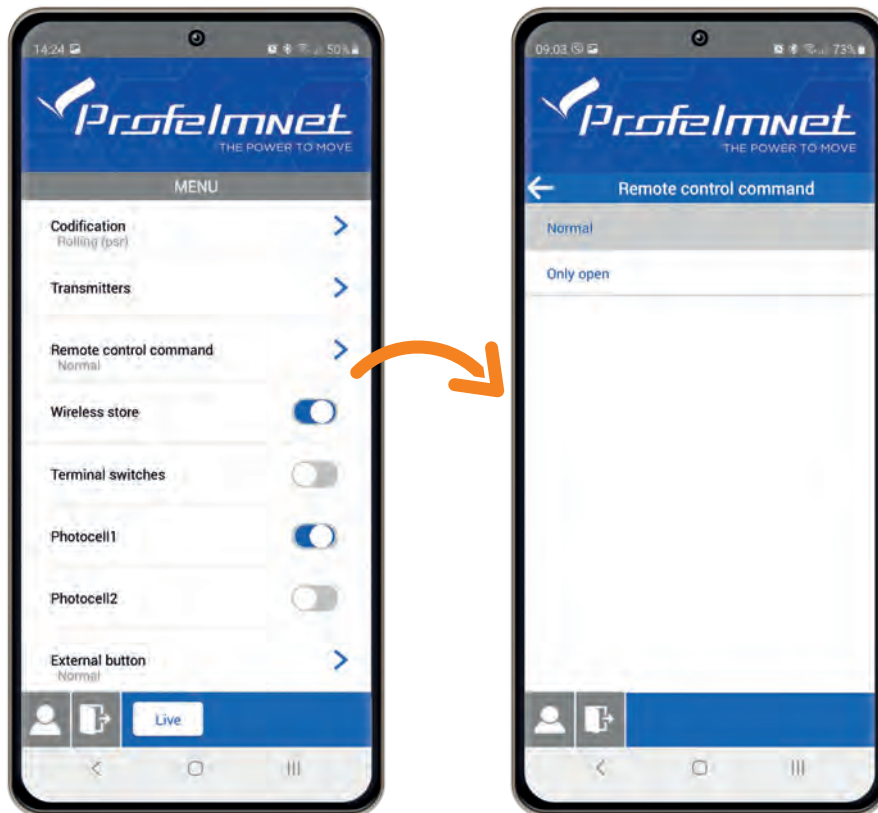 14:24
50%
Profelmnet
THE POWER TO MOVE
MENU
Codification
Rolling (psr)
Transmitters
Remote control command
Normal
Wireless store
Terminal switches
Photocell1
Photocell2
External button
Normal
Live
09:03
73%
Profelmnet
THE POWER TO MOVE
Remote control command
Normal
Only open